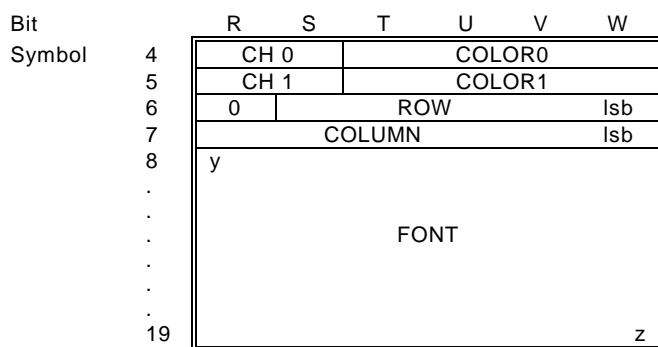 Bit R S T U V W
Symbol 4 CH 0 COLOR0
5 CH 1 COLOR1
6 0 ROW lsb
7 COLUMN lsb
8 y
.
.
. FONT
.
.
.
19 z